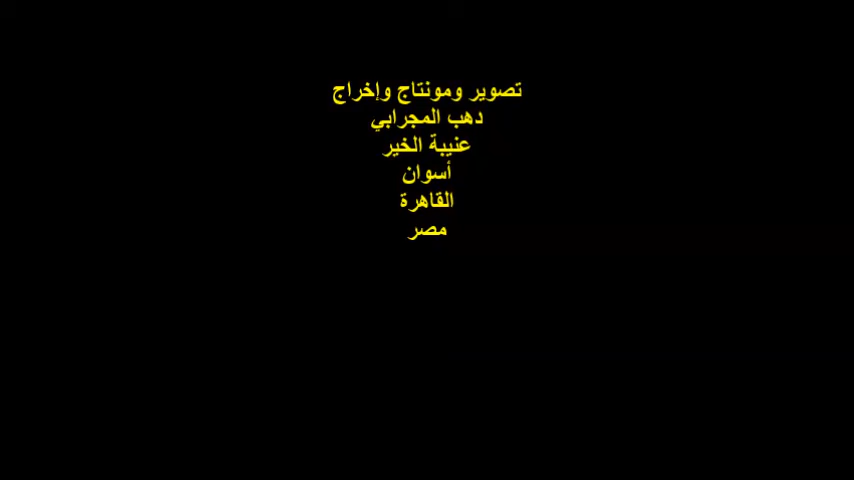 تصوير ومونتاج وإخراج
دهب المجرابي
عنيبة الخير
أسوان
القاهرة
مصر